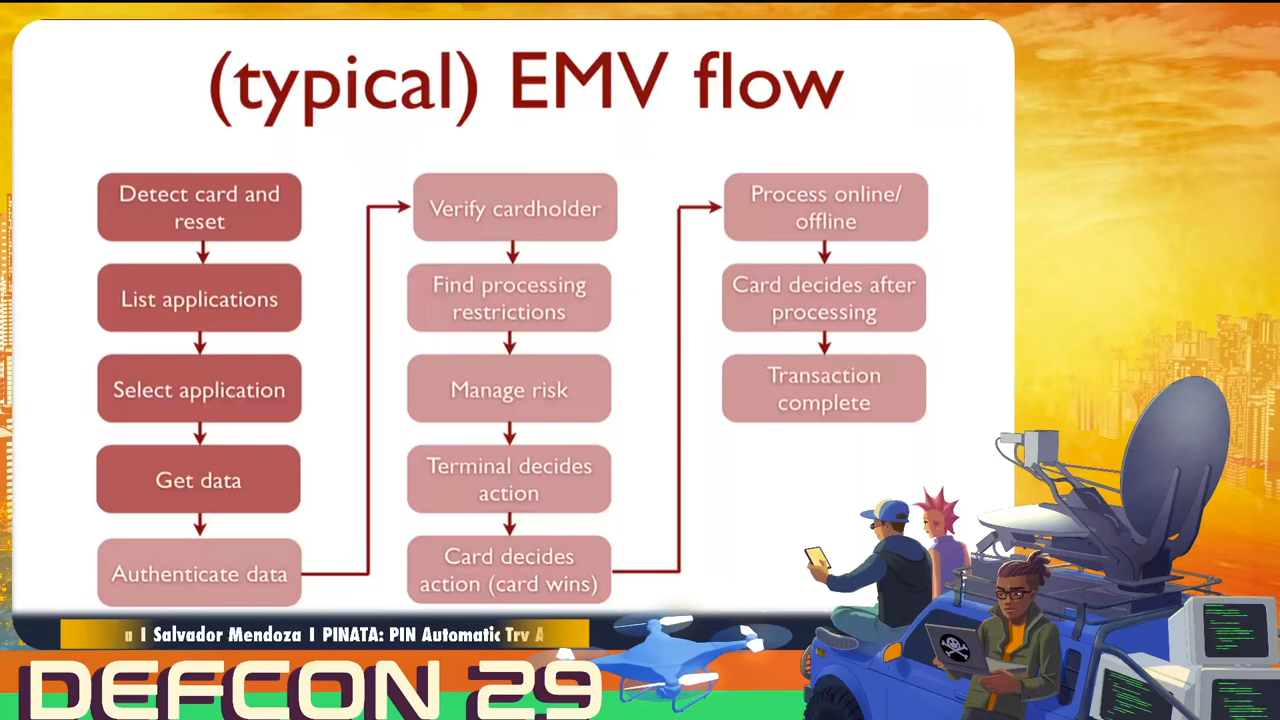 (typical) EMV flow
Detect card and
reset
List applications
Select application
Get data
Authenticate data
Verify cardholder
Find processing
restrictions
Manage risk
Terminal decides
action
Card decides
action (card wins)
Process online/
offline
Card decides after
processing
Transaction
complete
a I Salvador Mendoza I PINATA: PIN Automatic Try A
DEFCON 29